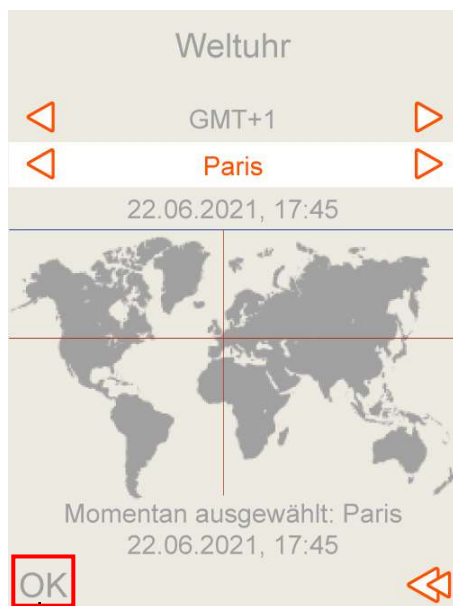 Weltuhr
GMT+1
Paris
22.06.2021, 17:45
Momentan ausgewählt: Paris
22.06.2021, 17:45
OK